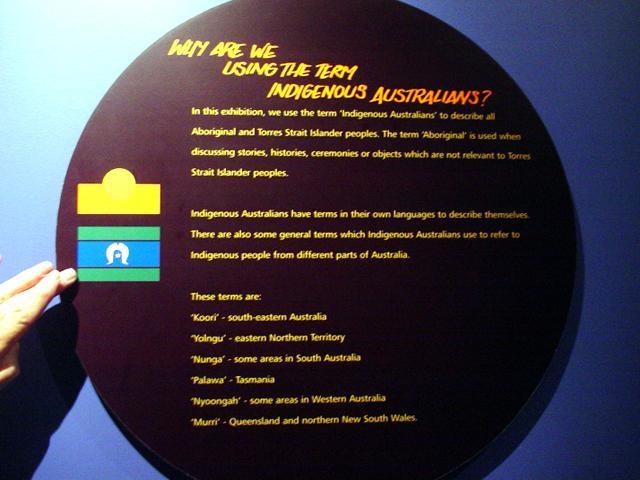 WHY ARE WE
USING THE TERM
INDIGENOUS AUSTRALIANS?
In this exhibition, we use the term 'Indigenous Australians' to describe all
Aboriginal and Torres Strait Islander peoples. The term 'Aboriginal' is used when
discussing stories, histories, ceremonies or objects which are not relevant to Torres
Strait Islander peoples.
Indigenous Australians have terms in their own languages to describe themselves.
There are also some general terms which Indigenous Australians use to refer to
Indigenous people from different parts of Australia.
These terms are:
'Koori' - south-eastern Australia
'Yolngu' - eastern Northern Territory
'Nunga' - some areas in South Australia
'Palawa' - Tasmania
'Nyoongah' - some areas in Western Australia
'Murri' - Queensland and northern New South Wales.